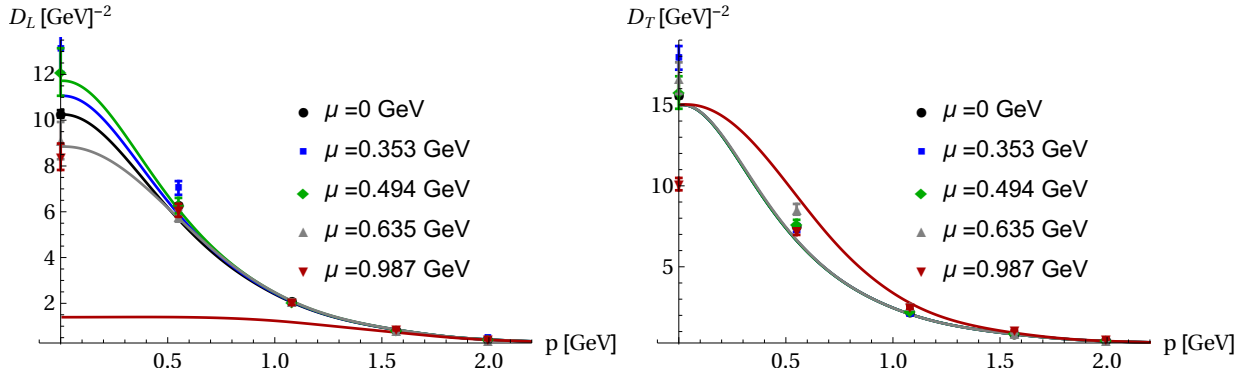 D_L [GeV]⁻²
12
10
8
6
4
2
0.5
1.0
1.5
2.0
p [GeV]
μ =0 GeV
μ =0.353 GeV
μ =0.494 GeV
μ =0.635 GeV
μ =0.987 GeV
D_T [GeV]⁻²
15
10
5
0.5
1.0
1.5
2.0
p [GeV]
μ =0 GeV
μ =0.353 GeV
μ =0.494 GeV
μ =0.635 GeV
μ =0.987 GeV